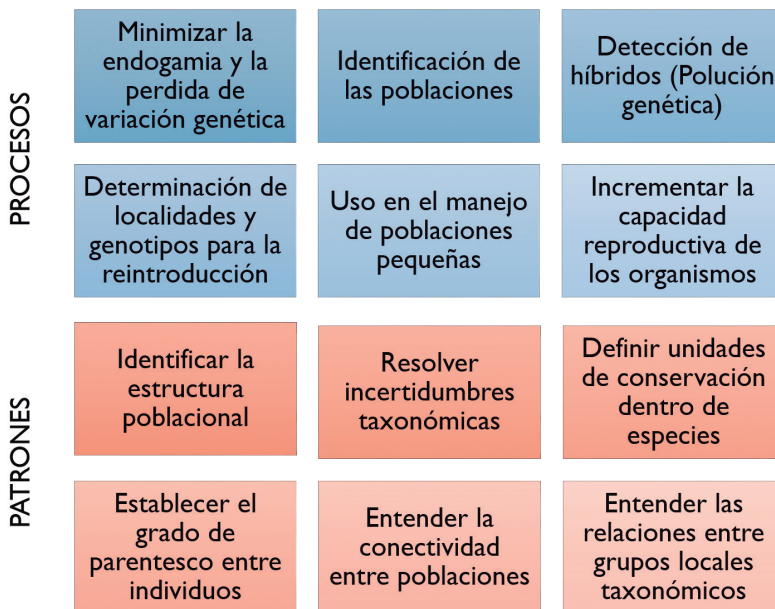 PROCESOS
Minimizar la
endogamia y la
perdida de
variación genética
Identificación de
las poblaciones
Detección de
híbridos (Polución
genética)
Determinación de
localidades y
genotipos para la
reintroducción
Uso en el manejo
de poblaciones
pequeñas
Incrementar la
capacidad
reproductiva de
los organismos
PATRONES
Identificar la
estructura
poblacional
Resolver
incertidumbres
taxonómicas
Definir unidades
de conservación
dentro de
especies
Establecer el
grado de
parentesco entre
individuos
Entender la
conectividad
entre poblaciones
Entender las
relaciones entre
grupos locales
taxonómicos